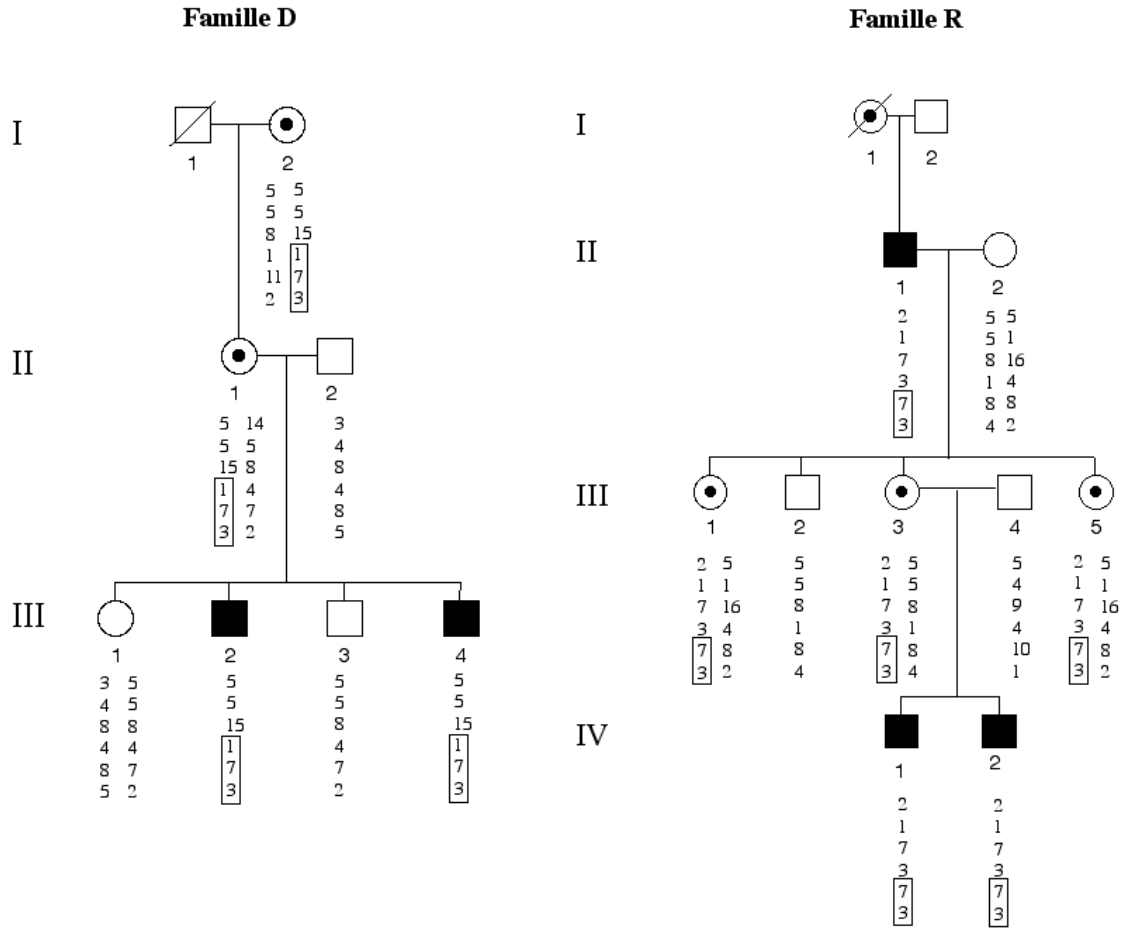 Famille D
I
1 2
5 5
5 5
8 15
1 1
11 7
2 3
II
1 2
5 14 3
5 5 4
15 8 8
1 4 4
7 7 8
3 2 5
III
1 2 3 4
3 5 5 5 5
4 5 5 5 5
8 8 15 8 15
4 4 1 4 1
8 7 7 7 7
5 2 3 2 3
Famille R
I
1 2
II
1 2
2 5 5
1 5 1
7 8 16
3 1 4
7 8 8
3 4 2
III
1 2 3 4 5
2 5 5 2 5 5 2 5
1 1 5 1 5 4 1 1
7 16 8 7 8 9 7 16
3 4 1 3 1 4 3 4
7 8 8 7 8 10 7 8
3 2 4 3 4 1 3 2
IV
1 2
2 2
1 1
7 7
3 3
7 7
3 3